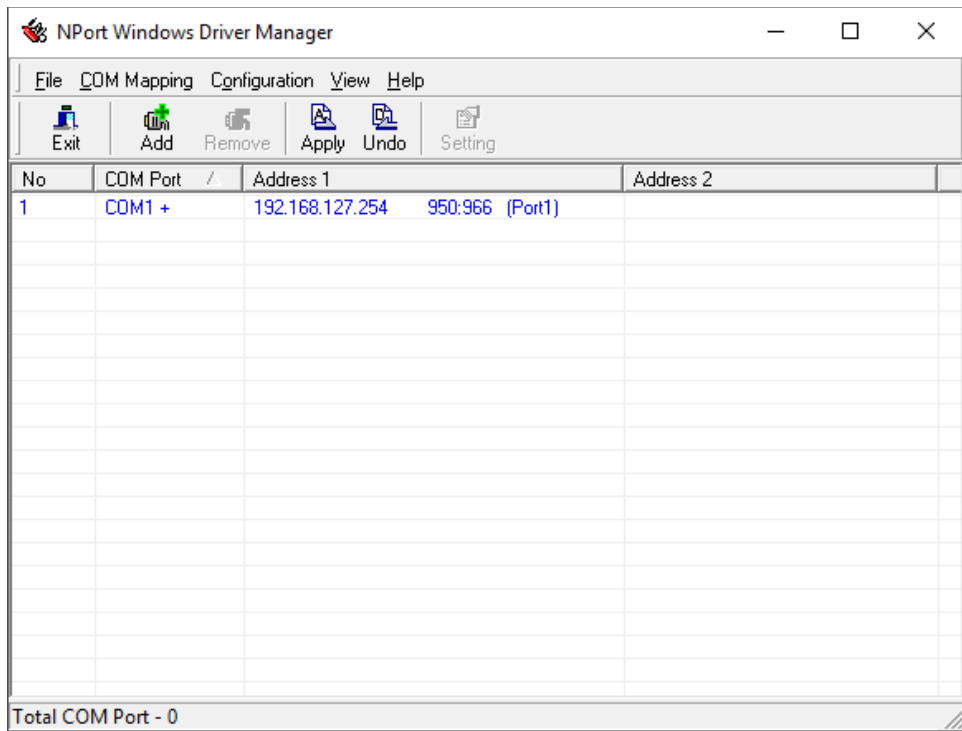 NPort Windows Driver Manager
File COM Mapping Configuration View Help
Exit Add Remove Apply Undo Setting
No COM Port Address 1 Address 2
1 COM1 + 192.168.127.254 950:966 (Port1)
Total COM Port - 0